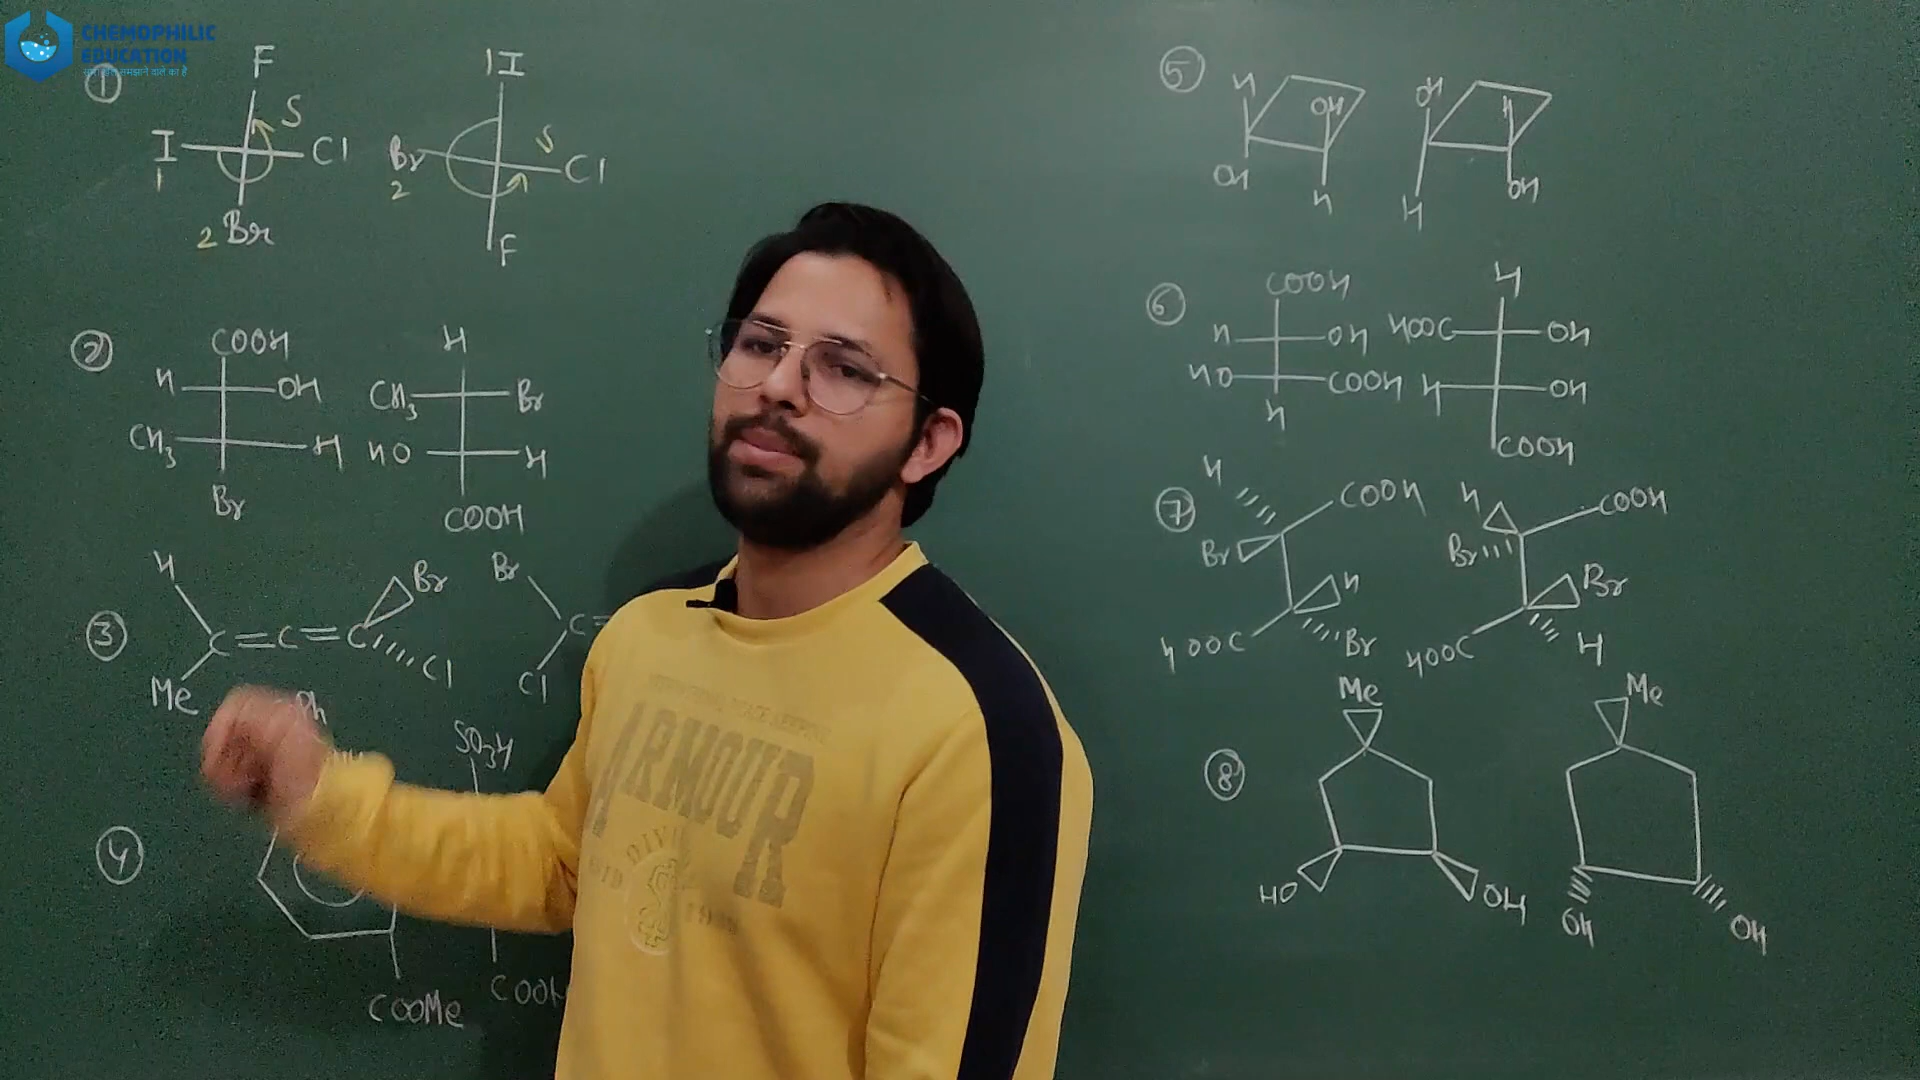 CHEMOPHILIC
EDUCATION
1
F
S
I
Cl
1
2 Br
1 I
S
Br
2
Cl
F
2
COOH
H OH
CH3 H
Br
H
CH3 Br
HO H
COOH
3
H
Me
C=C=C
Br
Cl
Br
Cl
C=
4
Ph
COOMe
SO3H
5
H
OH
OH
H
OH
H
H
OH
6
COOH
H OH
HO COOH
H
H
HOOC OH
H OH
COOH
7
H
COOH
Br
H
HOOC
Br
H
COOH
Br
Br
HOOC
H
8
Me
HO
OH
Me
OH
OH
ARMOUR